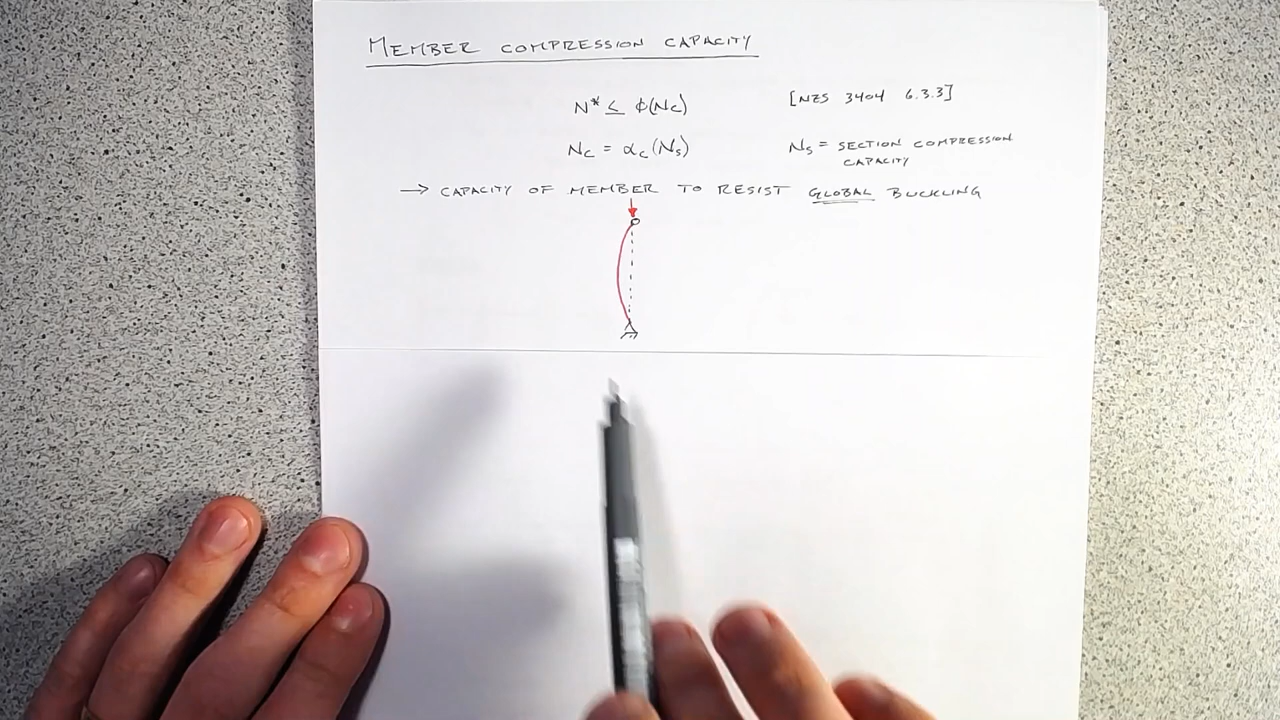 MEMBER COMPRESSION CAPACITY
N* ≤ ϕ(Nc) [NZS 3404 6.3.3]
Nc = αc(Ns) Ns = SECTION COMPRESSION
CAPACITY
→ CAPACITY OF MEMBER TO RESIST GLOBAL BUCKLING